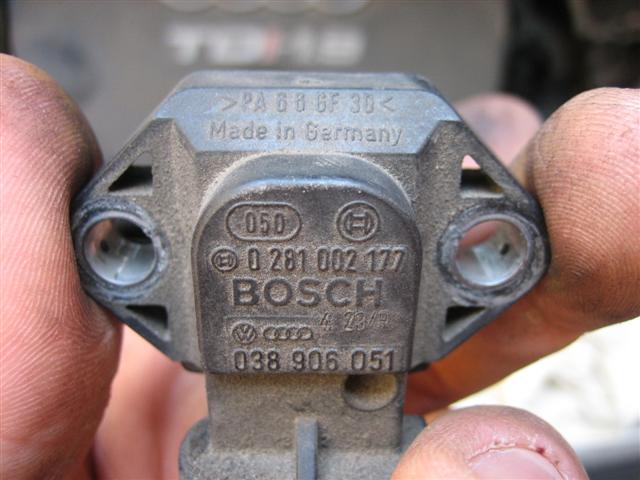 >PA 6 6 GF 30<
Made in Germany
050
0 281 002 177
BOSCH
038 906 051